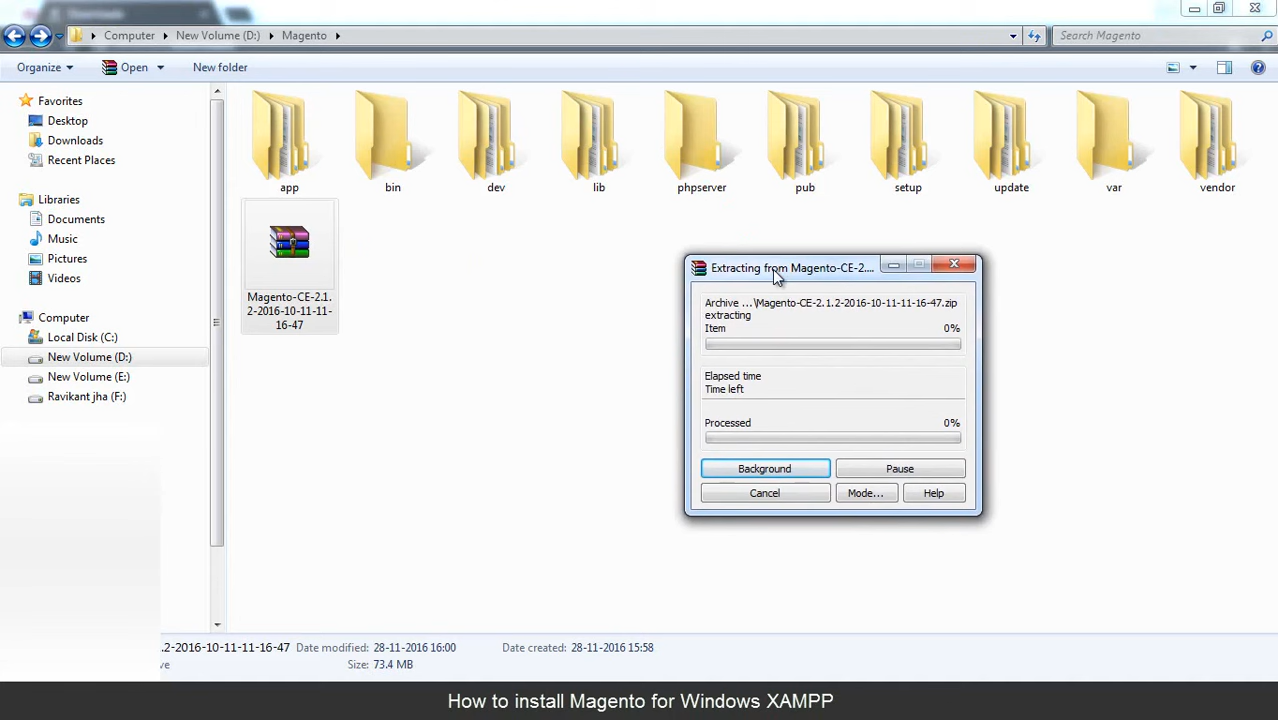 Computer
New Volume (D:)
Magento
Search Magento
Organize
Open
New folder
Favorites
Desktop
Downloads
Recent Places
Libraries
Documents
Music
Pictures
Videos
Computer
Local Disk (C:)
New Volume (D:)
New Volume (E:)
Ravikant jha (F:)
app
bin
dev
lib
phpserver
pub
setup
update
var
vendor
Magento-CE-2.1.
2-2016-10-11-11-
16-47
Extracting from Magento-CE-2....
Archive ...\Magento-CE-2.1.2-2016-10-11-11-16-47.zip
extracting
Item 0%
Elapsed time
Time left
Processed 0%
Background
Pause
Cancel
Mode...
Help
.2-2016-10-11-11-16-47 Date modified: 28-11-2016 16:00 Date created: 28-11-2016 15:58
ve Size: 73.4 MB
How to install Magento for Windows XAMPP